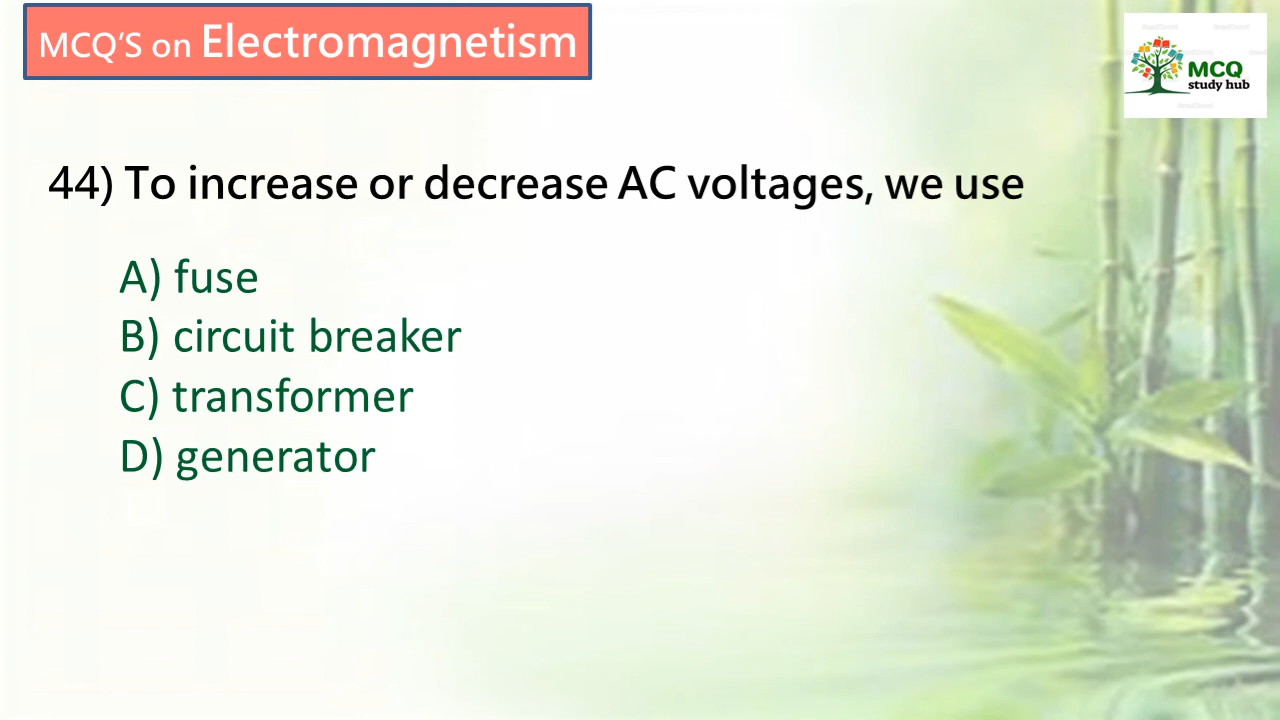 MCQ'S on Electromagnetism
MCQ
study hub
44) To increase or decrease AC voltages, we use
A) fuse
B) circuit breaker
C) transformer
D) generator